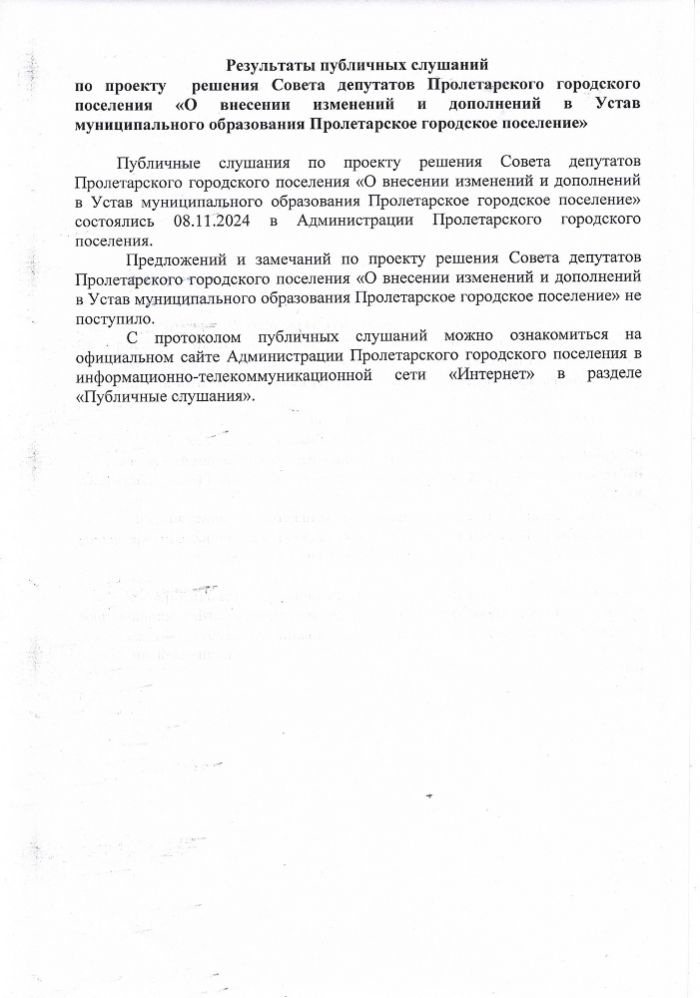 Результаты публичных слушаний
по проекту решения Совета депутатов Пролетарского городского
поселения «О внесении изменений и дополнений в Устав
муниципального образования Пролетарское городское поселение»
Публичные слушания по проекту решения Совета депутатов
Пролетарского городского поселения «О внесении изменений и дополнений
в Устав муниципального образования Пролетарское городское поселение»
состоялись 08.11.2024 в Администрации Пролетарского городского
поселения.
Предложений и замечаний по проекту решения Совета депутатов
Пролетарского городского поселения «О внесении изменений и дополнений
в Устав муниципального образования Пролетарское городское поселение» не
поступило.
С протоколом публичных слушаний можно ознакомиться на
официальном сайте Администрации Пролетарского городского поселения в
информационно-телекоммуникационной сети «Интернет» в разделе
«Публичные слушания».